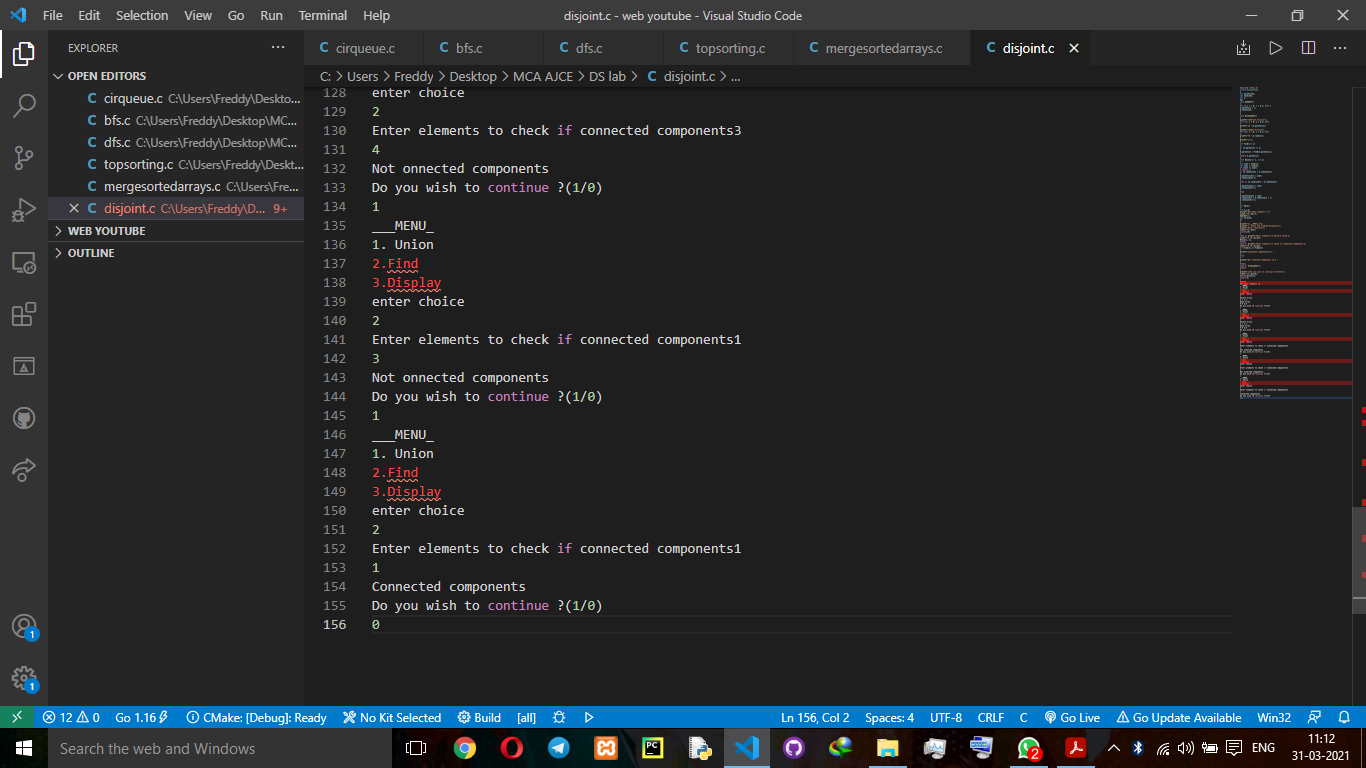 File Edit Selection View Go Run Terminal Help disjoint.c - web youtube - Visual Studio Code
EXPLORER ...
cirqueue.c bfs.c dfs.c topsorting.c mergesortedarrays.c disjoint.c
C: > Users > Freddy > Desktop > MCA AJCE > DS lab > C disjoint.c > ...
OPEN EDITORS
C cirqueue.c C:\Users\Freddy\Deskto...
C bfs.c C:\Users\Freddy\Desktop\MC...
C dfs.c C:\Users\Freddy\Desktop\MC...
C topsorting.c C:\Users\Freddy\Deskt...
C mergesortedarrays.c C:\Users\Fre...
C disjoint.c C:\Users\Freddy\D... 9+
WEB YOUTUBE
OUTLINE
128 enter choice
129 2
130 Enter elements to check if connected components3
131 4
132 Not onnected components
133 Do you wish to continue ?(1/0)
134 1
135 ___MENU_
136 1. Union
137 2.Find
138 3.Display
139 enter choice
140 2
141 Enter elements to check if connected components1
142 3
143 Not onnected components
144 Do you wish to continue ?(1/0)
145 1
146 ___MENU_
147 1. Union
148 2.Find
149 3.Display
150 enter choice
151 2
152 Enter elements to check if connected components1
153 1
154 Connected components
155 Do you wish to continue ?(1/0)
156 0
1
1
12 0 Go 1.16 CMake: [Debug]: Ready No Kit Selected Build [all] Ln 156, Col 2 Spaces: 4 UTF-8 CRLF C Go Live Go Update Available Win32
Search the web and Windows
PC
2
ENG
11:12
31-03-2021